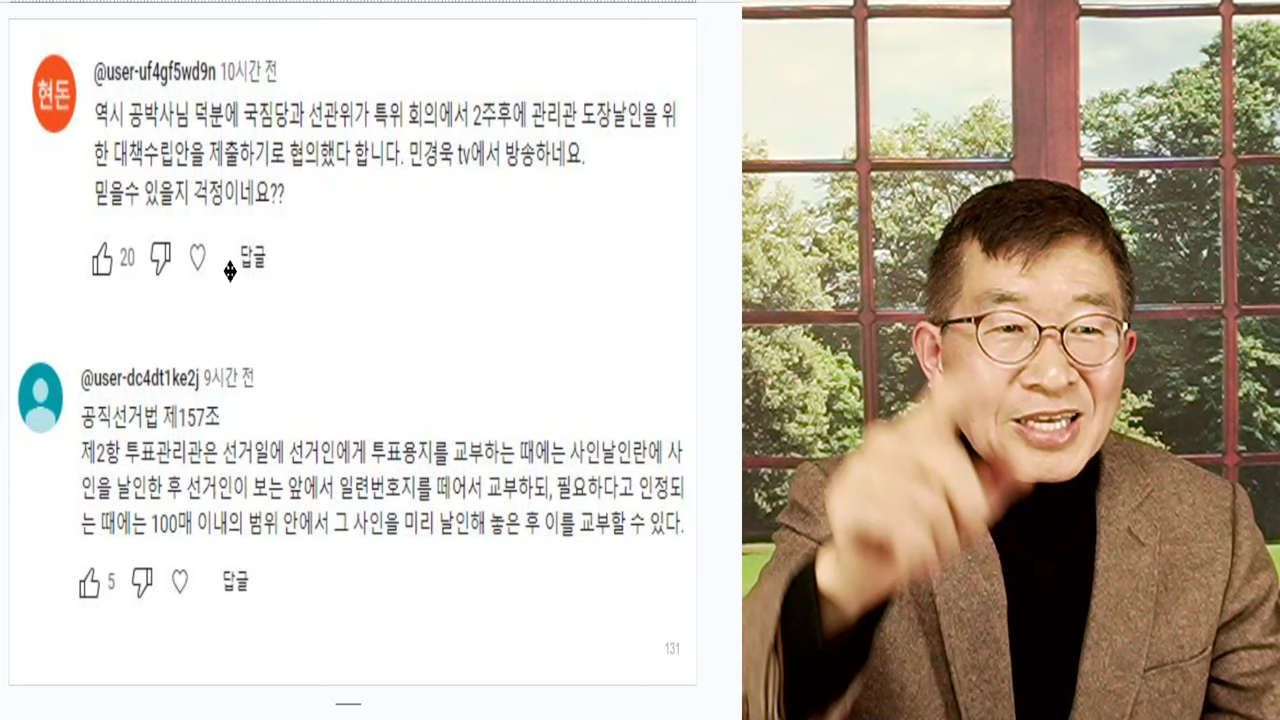 현돈
@user-uf4gf5wd9n 10시간 전
역시 공박사님 덕분에 국짐당과 선관위가 특위 회의에서 2주후에 관리관 도장날인을 위
한 대책수립안을 제출하기로 협의했다 합니다. 민경욱 tv에서 방송하네요.
믿을수 있을지 걱정이네요??
20 답글
@user-dc4dt1ke2j 9시간 전
공직선거법 제157조
제2항 투표관리관은 선거일에 선거인에게 투표용지를 교부하는 때에는 사인날인란에 사
인을 날인한 후 선거인이 보는 앞에서 일련번호지를 떼어서 교부하되, 필요하다고 인정되
는 때에는 100매 이내의 범위 안에서 그 사인을 미리 날인해 놓은 후 이를 교부할 수 있다.
5 답글
131